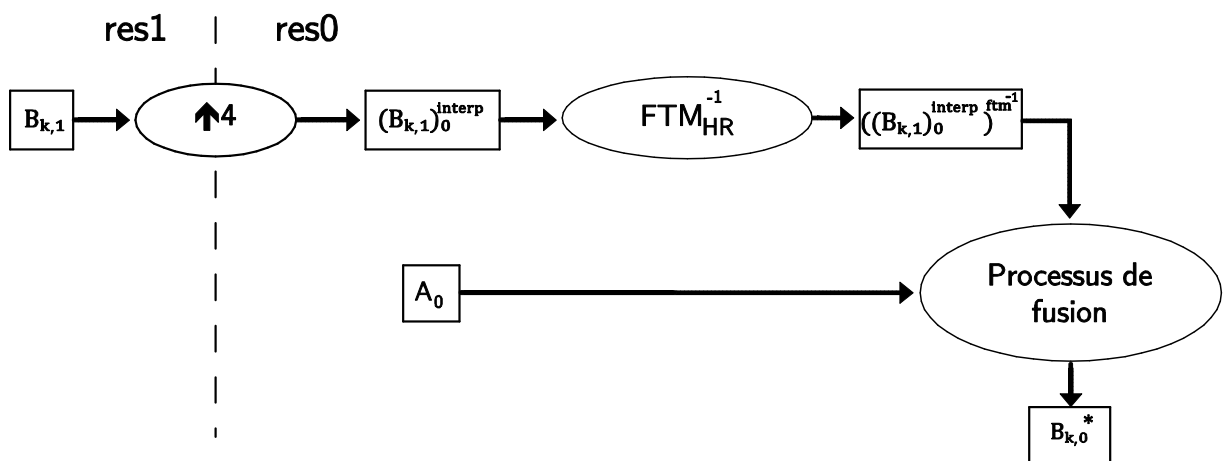 res1 res0
B_{k,1} ↑4 (B_{k,1})_0^{interp} FTM_{HR}^{-1} ((B_{k,1})_0^{interp})^{ftm^{-1}}
A_0
Processus de
fusion
B_{k,0}^*